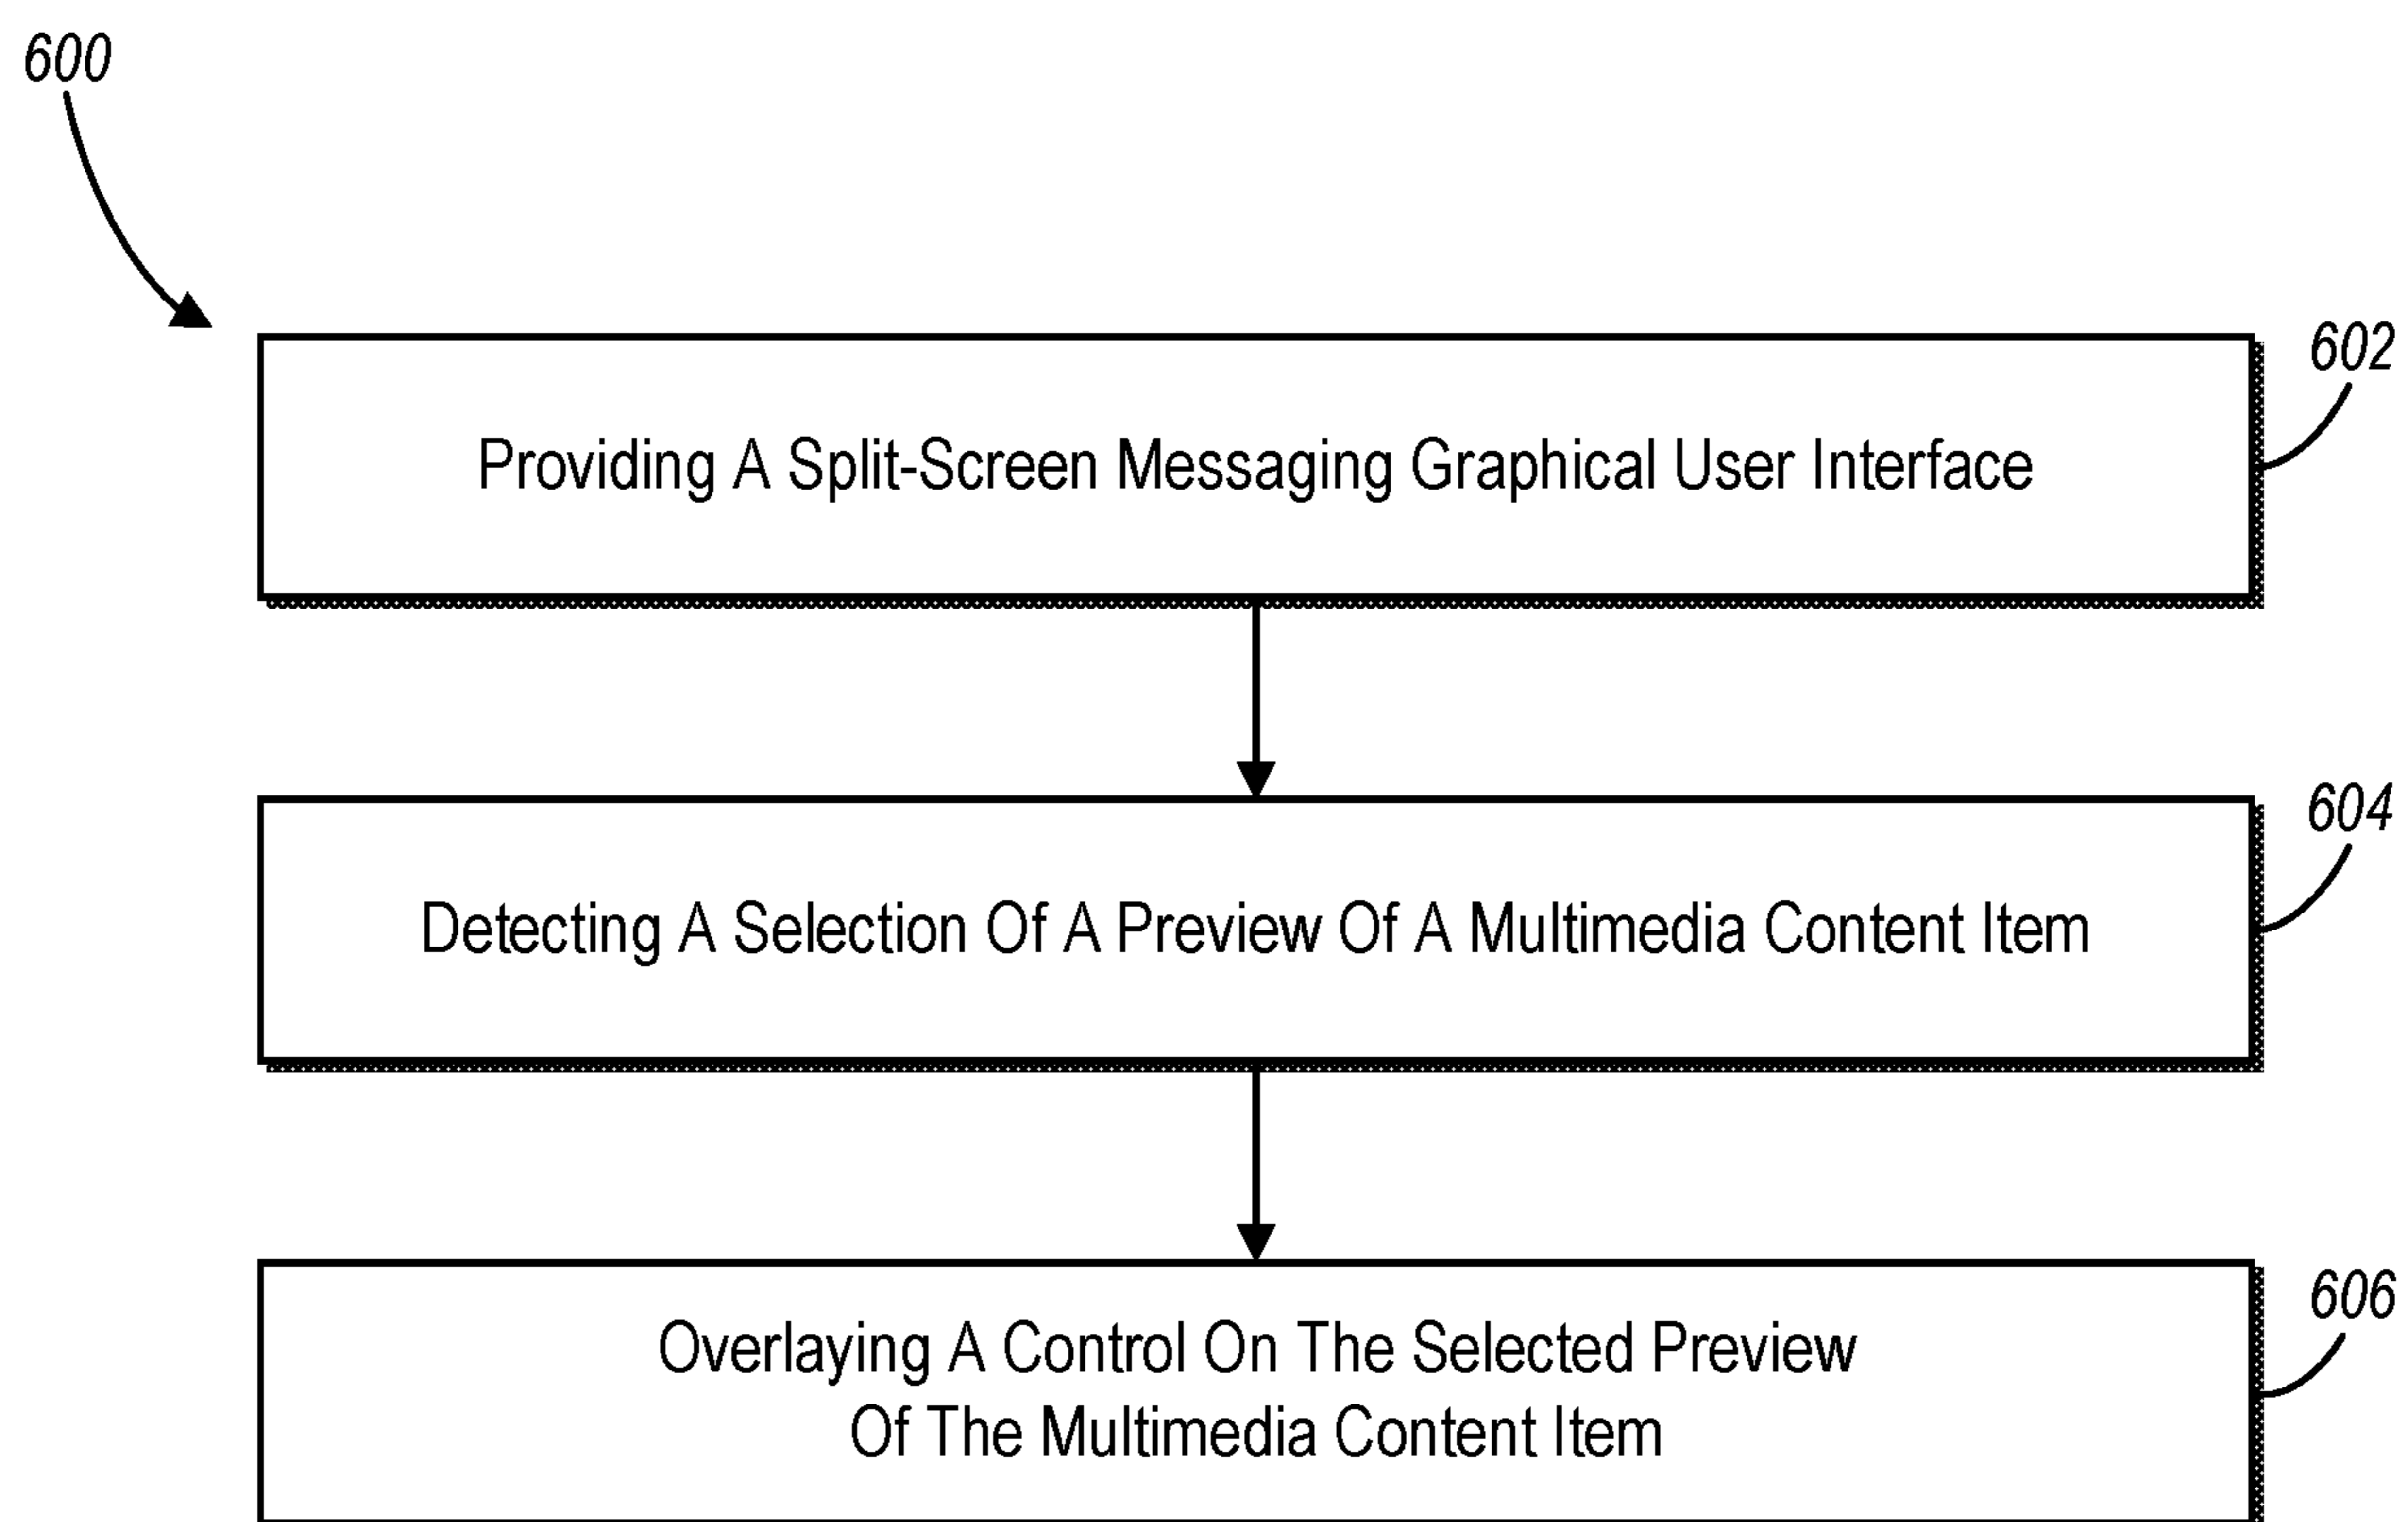 600
602
Providing A Split-Screen Messaging Graphical User Interface
604
Detecting A Selection Of A Preview Of A Multimedia Content Item
606
Overlaying A Control On The Selected Preview
Of The Multimedia Content Item